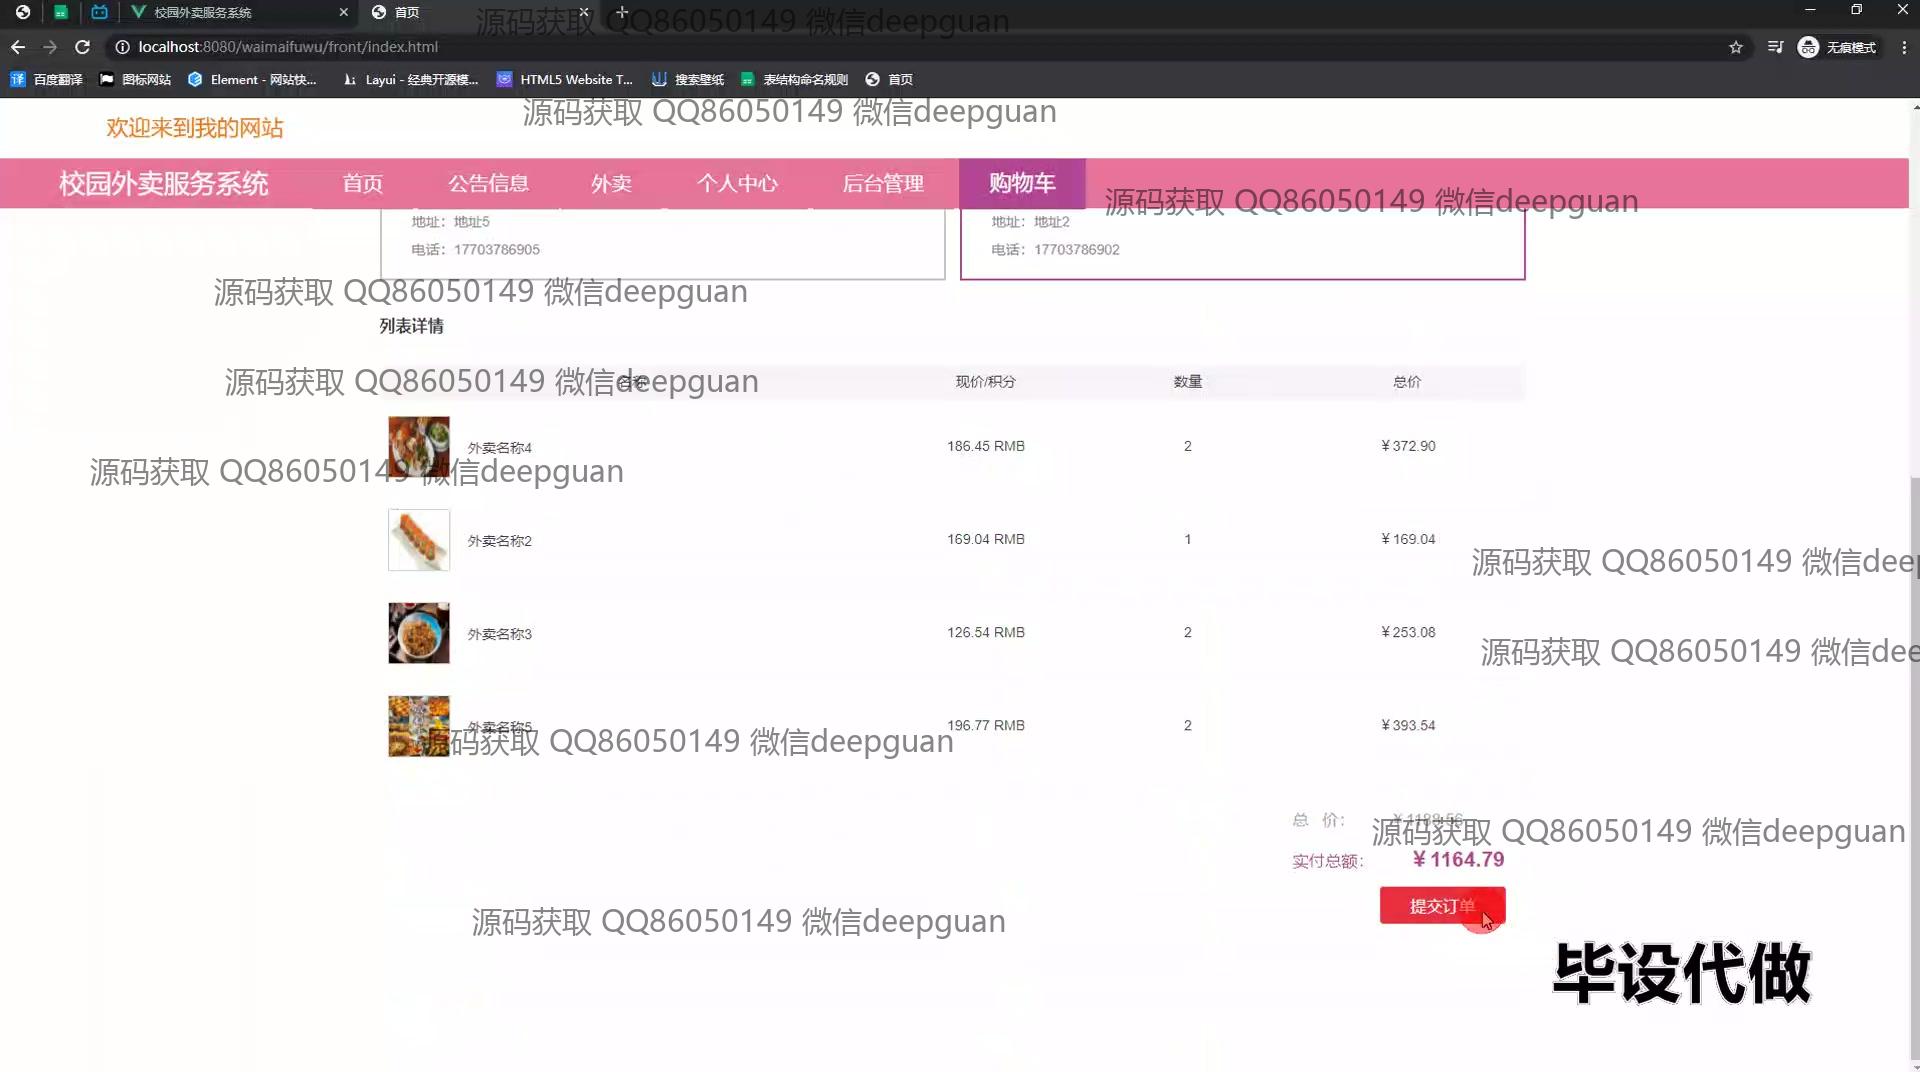 校园外卖服务系统
首页
源码获取 QQ86050149 微信deepguan
localhost:8080/waimaifuwu/front/index.html
无痕模式
百度翻译
图标网站
Element - 网站快...
Layui - 经典开源模...
HTML5 Website T...
搜索壁纸
表结构命名规则
首页
源码获取 QQ86050149 微信deepguan
欢迎来到我的网站
校园外卖服务系统
首页
公告信息
外卖
个人中心
后台管理
购物车
源码获取 QQ86050149 微信deepguan
地址：地址5
电话：17703786905
地址：地址2
电话：17703786902
源码获取 QQ86050149 微信deepguan
列表详情
源码获取 QQ86050149 微信deepguan
名称
现价/积分
数量
总价
外卖名称4
186.45 RMB
2
￥372.90
源码获取 QQ86050149 微信deepguan
外卖名称2
169.04 RMB
1
￥169.04
源码获取 QQ86050149 微信deep
外卖名称3
126.54 RMB
2
￥253.08
源码获取 QQ86050149 微信dee
外卖名称5
196.77 RMB
2
￥393.54
源码获取 QQ86050149 微信deepguan
总 价：
￥1188.56
源码获取 QQ86050149 微信deepguan
实付总额：
￥1164.79
提交订单
源码获取 QQ86050149 微信deepguan
毕设代做